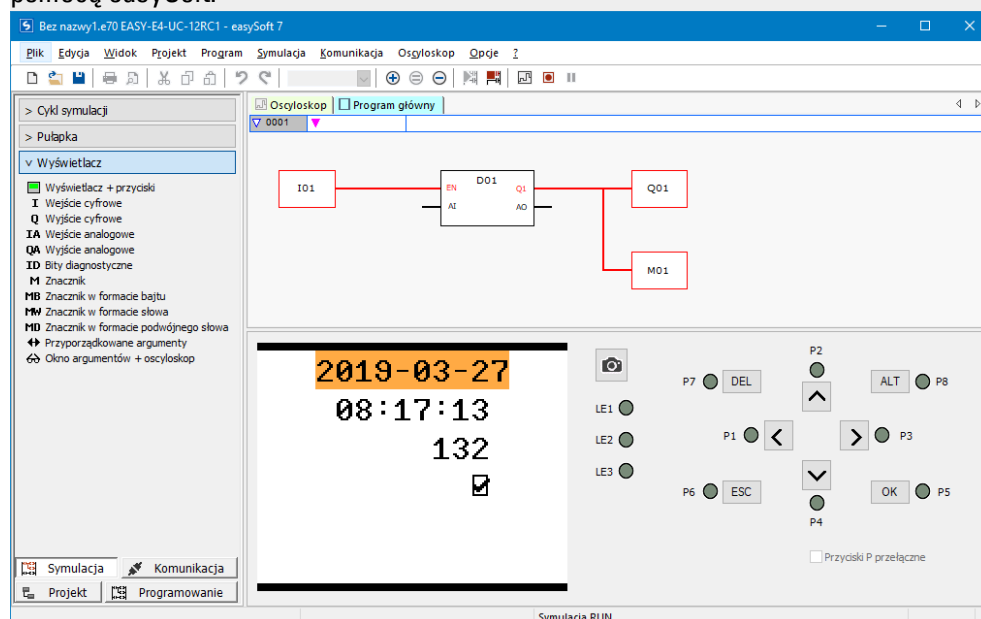 pomocą easySoft.
Bez nazwy1.e70 EASY-E4-UC-12RC1 - easySoft 7
Plik Edycja Widok Projekt Program Symulacja Komunikacja Oscyloskop Opcje ?
> Cykl symulacji
> Pułapka
v Wyświetlacz
Wyświetlacz + przyciski
I Wejście cyfrowe
Q Wyjście cyfrowe
IA Wejście analogowe
QA Wyjście analogowe
ID Bity diagnostyczne
M Znacznik
MB Znacznik w formacie bajtu
MW Znacznik w formacie słowa
MD Znacznik w formacie podwójnego słowa
Przyporządkowane argumenty
Okno argumentów + oscyloskop
Symulacja Komunikacja
Projekt Programowanie
Oscyloskop Program główny
0001
I01
D01
EN Q1
AI AO
Q01
M01
2019-03-27
08:17:13
132
LE1
LE2
LE3
P2
P7 DEL ALT P8
P1 < > P3
P6 ESC OK P5
P4
Przyciski P przełączne
Symulacja RUN